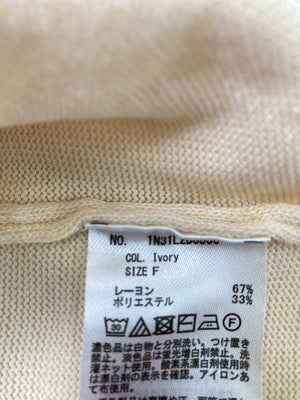 NO.
COL. Ivory
SIZE F
レーヨン 67%
ポリエステル 33%
30 F
濃色品は白物と分別洗い。つけ置き
禁止。淡色品は蛍光増白剤禁止。洗
濯ネット使用。酸素系漂白剤使用時
は漂白剤の表示を確認。アイロンあ
て布使用